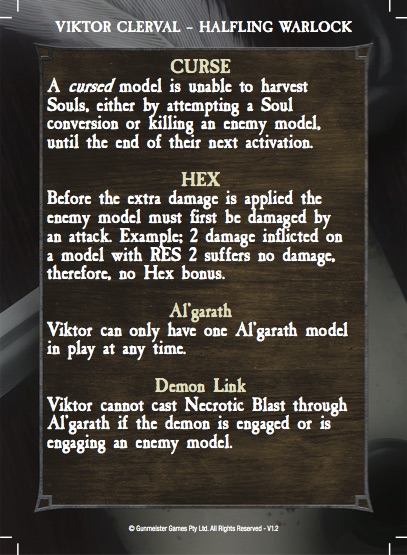 VIKTOR CLERVAL - HALFLING WARLOCK
CURSE
A cursed model is unable to harvest
Souls, either by attempting a Soul
conversion or killing an enemy model,
until the end of their next activation.
HEX
Before the extra damage is applied the
enemy model must first be damaged by
an attack. Example; 2 damage inflicted on
a model with RES 2 suffers no damage,
therefore, no Hex bonus.
Al'garath
Viktor can only have one Al'garath model
in play at any time.
Demon Link
Viktor cannot cast Necrotic Blast through
Al'garath if the demon is engaged or is
engaging an enemy model.
© Gunmeister Games Pty Ltd. All Rights Reserved - V1.2